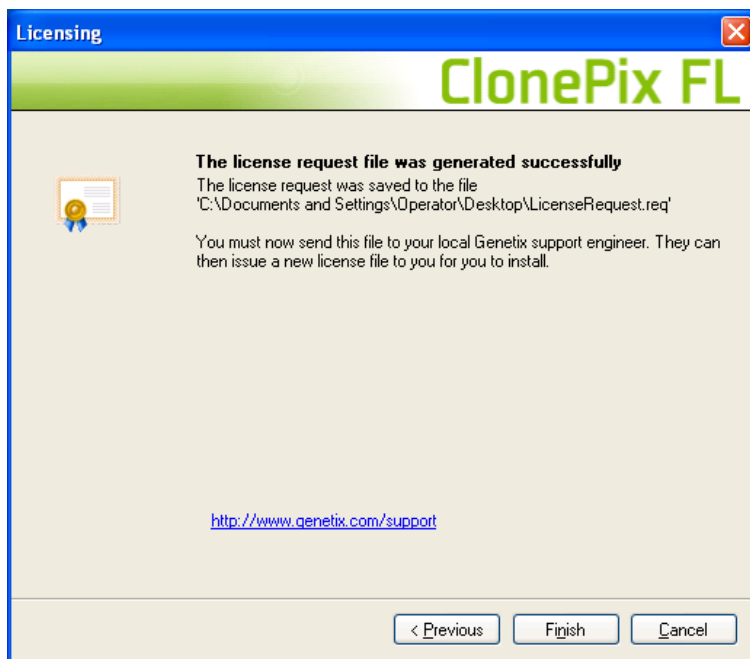 Licensing
ClonePix FL
The license request file was generated successfully
The license request was saved to the file
'C:\Documents and Settings\Operator\Desktop\LicenseRequest.req'
You must now send this file to your local Genetix support engineer. They can
then issue a new license file to you for you to install.
http://www.genetix.com/support
< Previous
Finish
Cancel